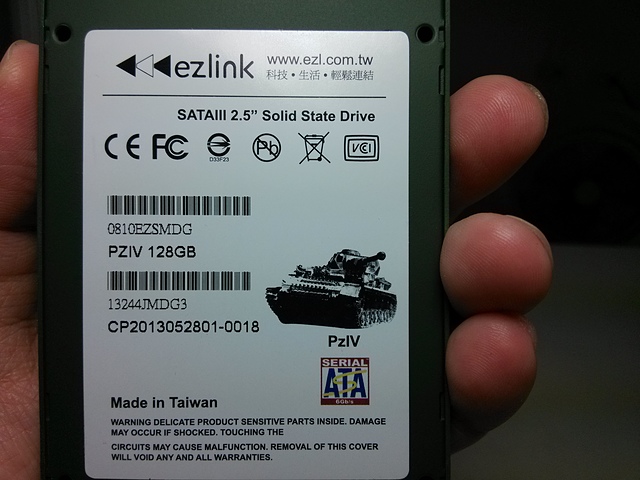 ezlink
www.ezl.com.tw
科技•生活•輕鬆連結
SATAIII 2.5" Solid State Drive
CE FC D33F23 Pb VCI
0810EZSMDG
PZIV 128GB
13244JMDG3
CP2013052801-0018
PzIV
SERIAL
ATA
6Gb/s
Made in Taiwan
WARNING DELICATE PRODUCT SENSITIVE PARTS INSIDE. DAMAGE
MAY OCCUR IF SHOCKED. TOUCHING THE
CIRCUITS MAY CAUSE MALFUNCTION. REMOVAL OF THIS COVER
WILL VOID ANY AND ALL WARRANTIES.